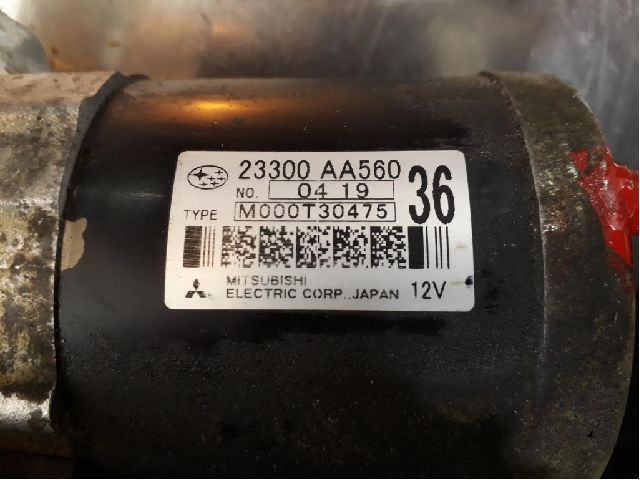 23300 AA560
NO. 04 19
TYPE M000T30475
36
MITSUBISHI
ELECTRIC CORP., JAPAN 12V